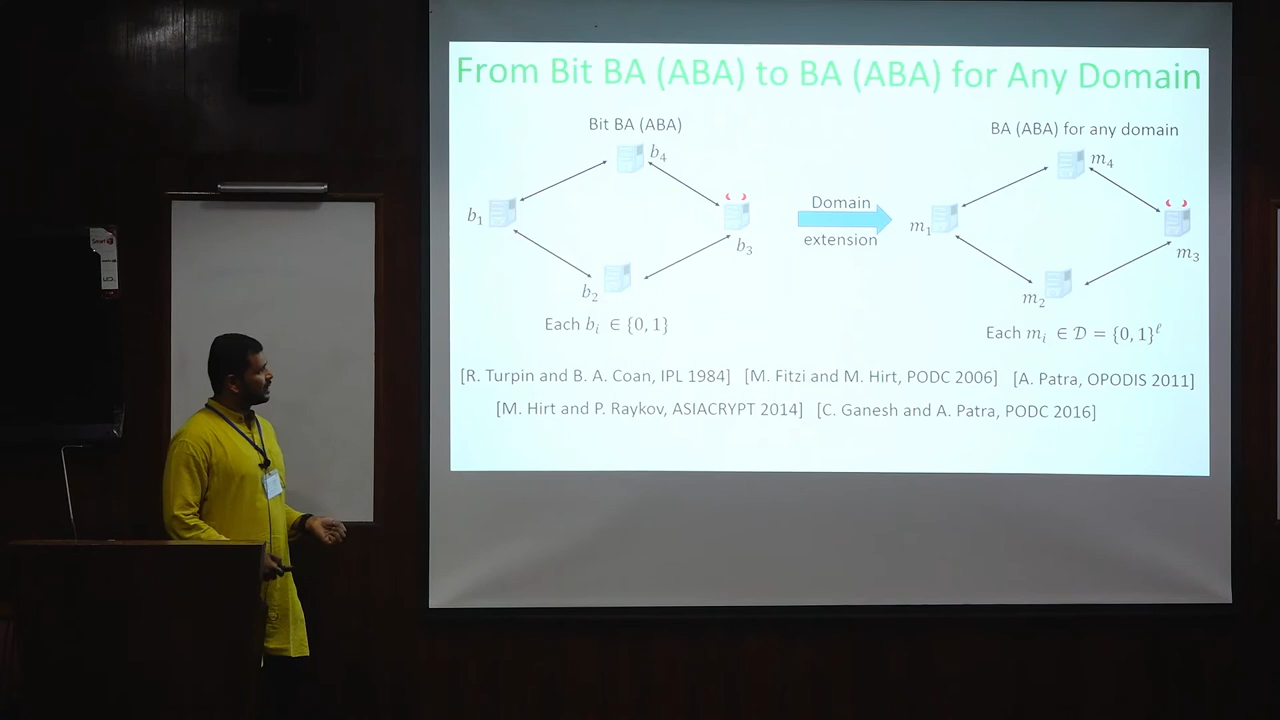 From Bit BA (ABA) to BA (ABA) for Any Domain
Bit BA (ABA)
b₄
b₁
b₃
b₂
Each bᵢ ∈ {0, 1}
Domain
extension
BA (ABA) for any domain
m₄
m₁
m₃
m₂
Each mᵢ ∈ 𝒟 = {0, 1}^ℓ
[R. Turpin and B. A. Coan, IPL 1984] [M. Fitzi and M. Hirt, PODC 2006] [A. Patra, OPODIS 2011]
[M. Hirt and P. Raykov, ASIACRYPT 2014] [C. Ganesh and A. Patra, PODC 2016]